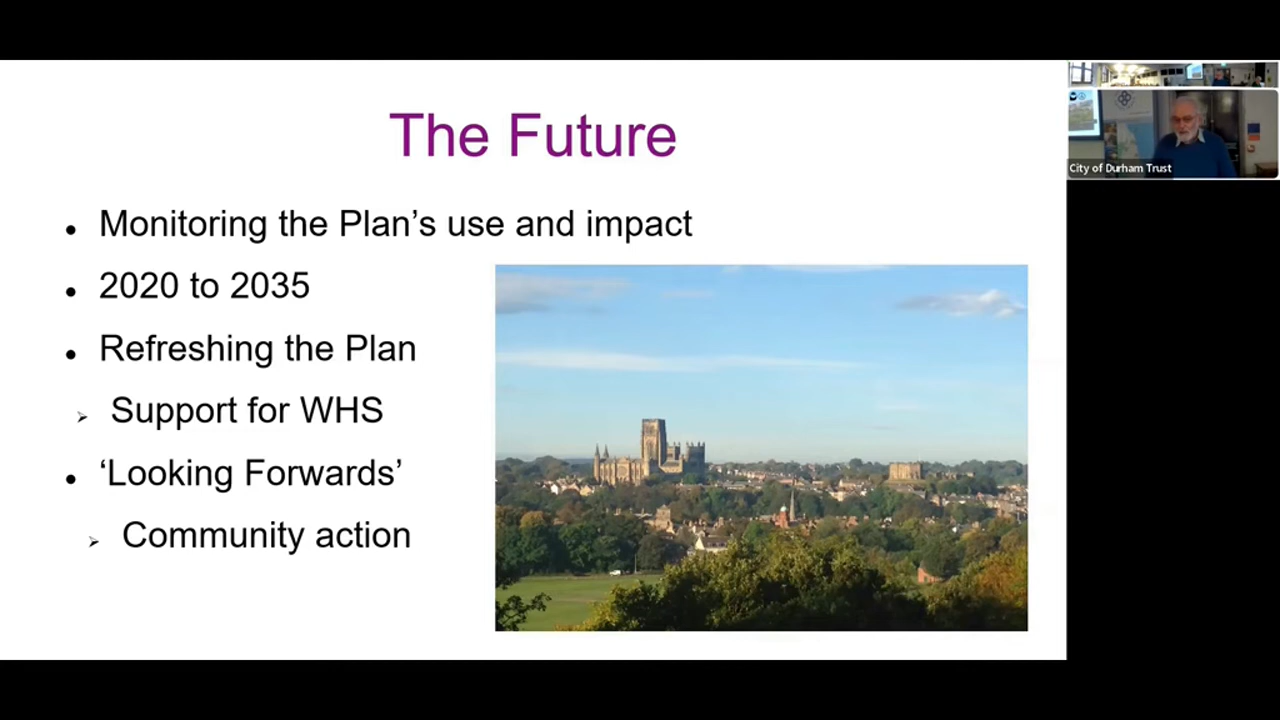 The Future
Monitoring the Plan’s use and impact
2020 to 2035
Refreshing the Plan
Support for WHS
‘Looking Forwards’
Community action
City of Durham Trust